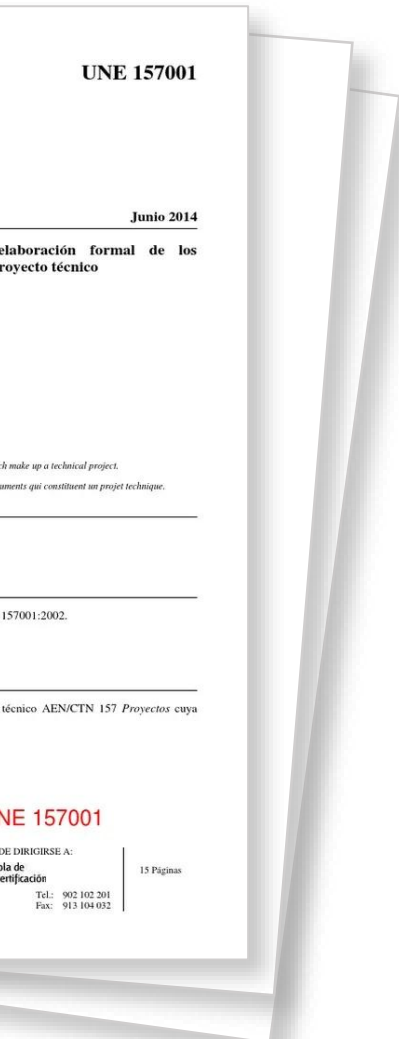 UNE 157001
Junio 2014
elaboración formal de los
royecto técnico
ch make up a technical project.
uments qui constituent un projet technique.
157001:2002.
técnico AEN/CTN 157 Proyectos cuya
NE 157001
DE DIRIGIRSE A:
ola de
ertificación
15 Páginas
Tel.: 902 102 201
Fax: 913 104 032